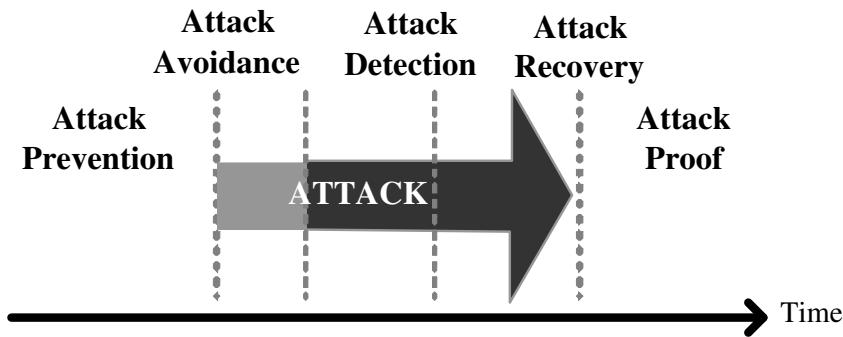 Attack
Avoidance
Attack
Detection
Attack
Recovery
Attack
Prevention
Attack
Proof
ATTACK
Time